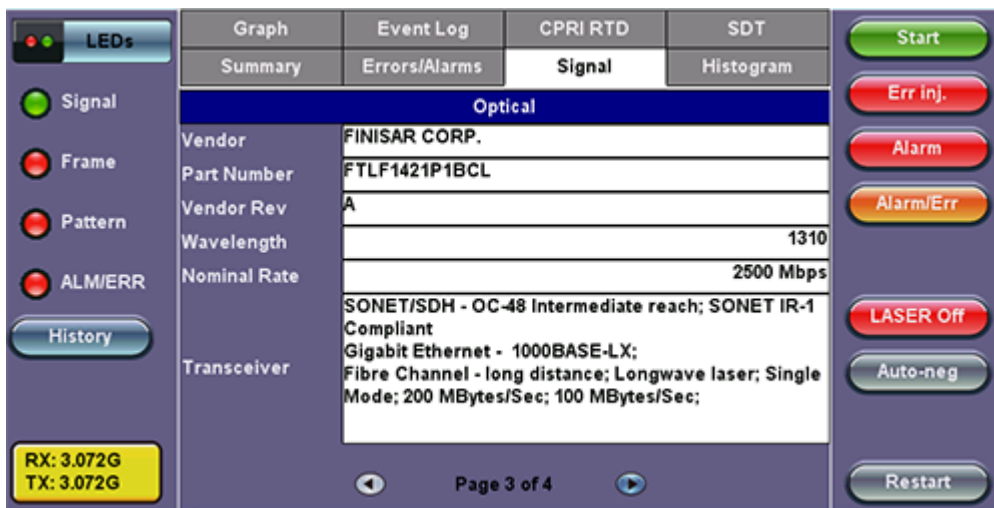 LEDs
Graph
Event Log
CPRI RTD
SDT
Start
Summary
Errors/Alarms
Signal
Histogram
Signal
Optical
Err inj.
Vendor
FINISAR CORP.
Alarm
Frame
Part Number
FTLF1421P1BCL
Vendor Rev
A
Alarm/Err
Pattern
Wavelength
1310
Nominal Rate
2500 Mbps
ALM/ERR
SONET/SDH - OC-48 Intermediate reach; SONET IR-1
Compliant
Gigabit Ethernet - 1000BASE-LX;
Fibre Channel - long distance; Longwave laser; Single
Mode; 200 MBytes/Sec; 100 MBytes/Sec;
Transceiver
History
LASER Off
Auto-neg
RX: 3.072G
TX: 3.072G
Page 3 of 4
Restart